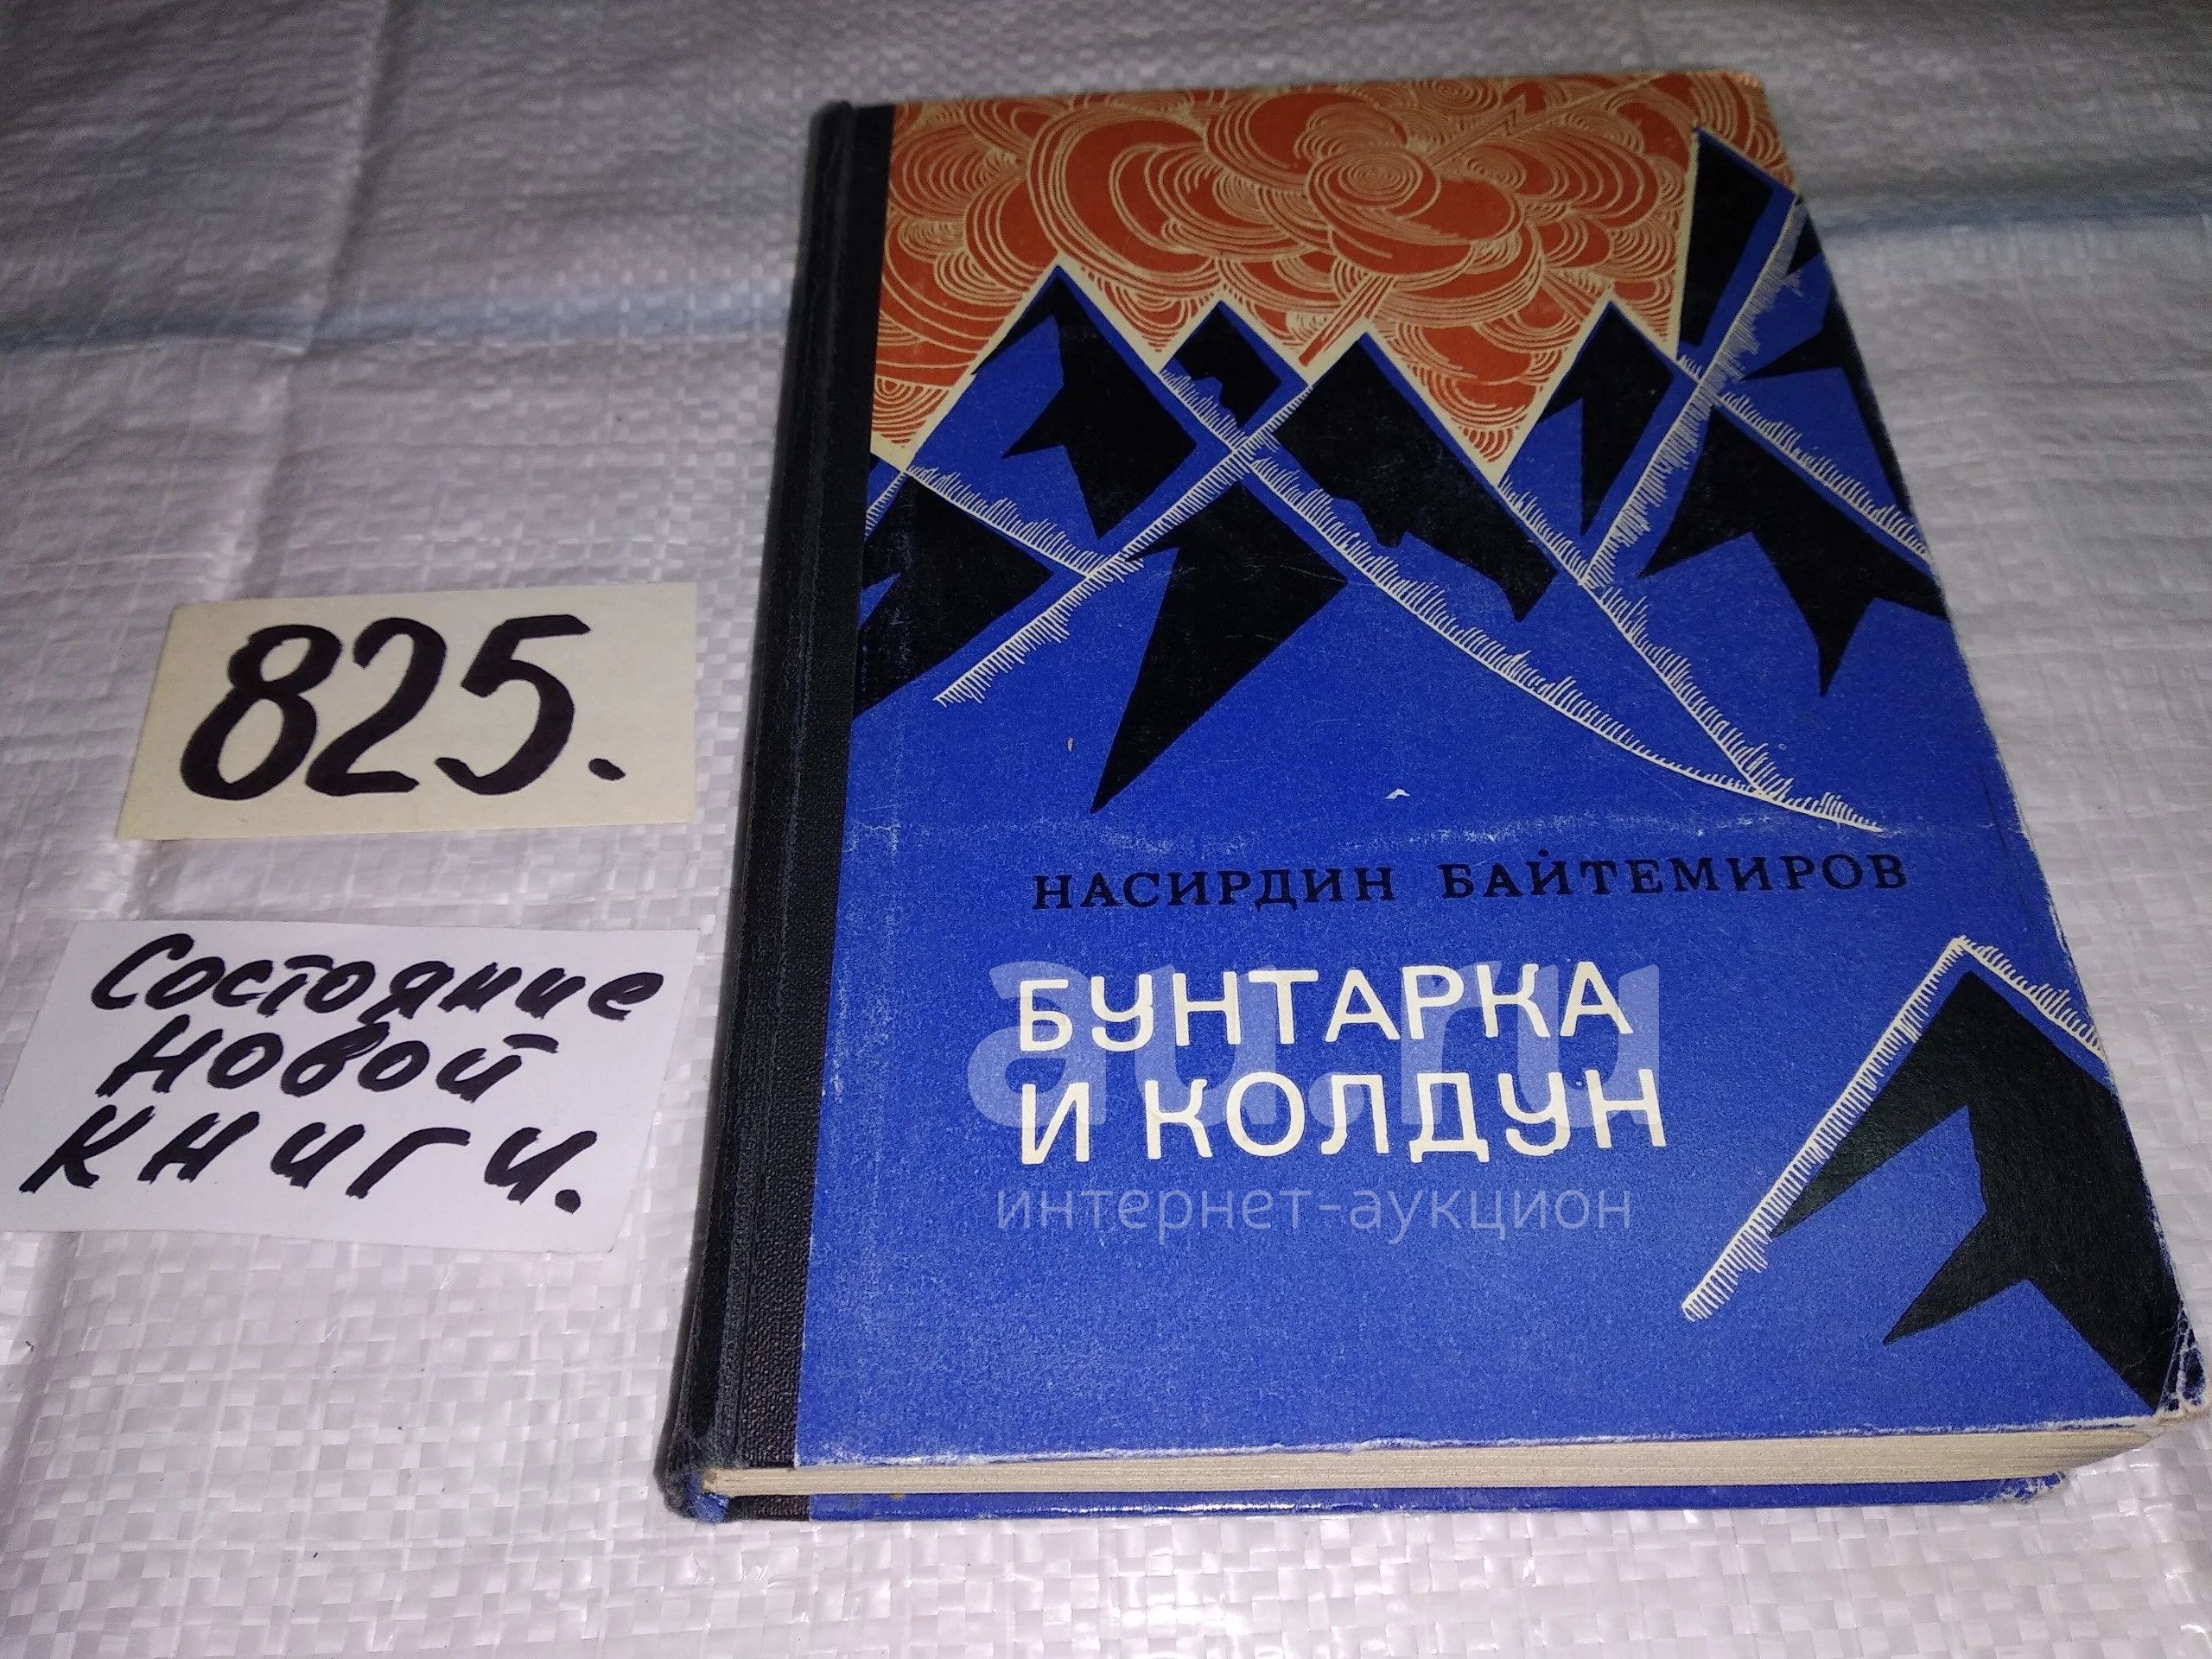 825.
Состояние
новой
книги.
НАСИРДИН БАЙТЕМИРОВ
БУНТАРКА
И КОЛДУН
au.ru
интернет-аукцион